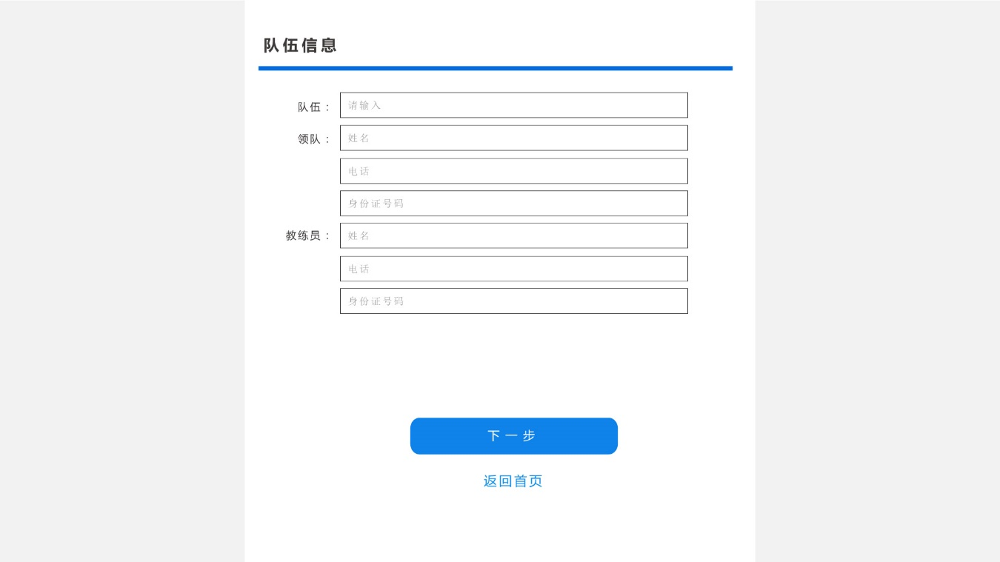 队伍信息
队伍： 请输入
领队： 姓名
电话
身份证号码
教练员： 姓名
电话
身份证号码
下一步
返回首页